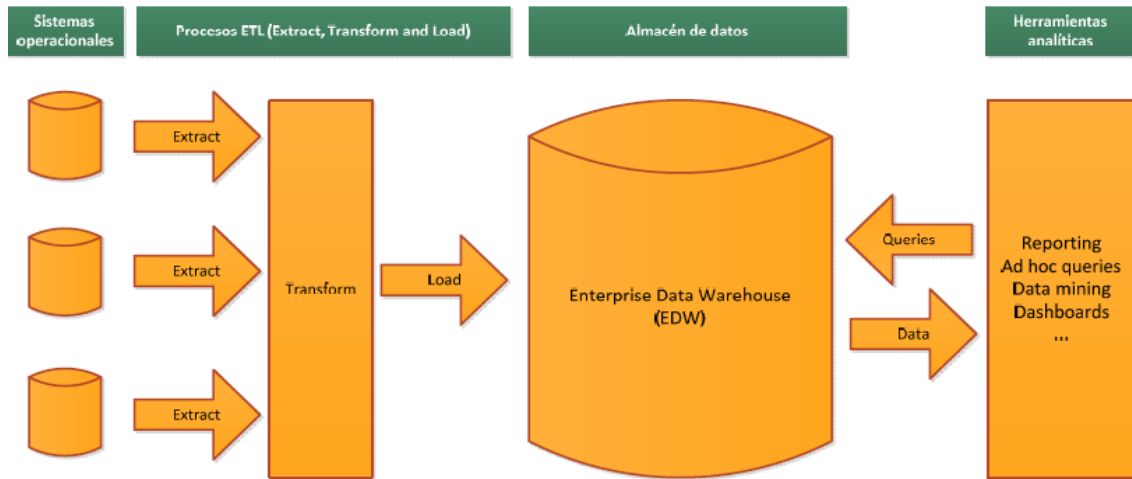 Sistemas
operacionales
Procesos ETL (Extract, Transform and Load)
Almacén de datos
Herramientas
analíticas
Extract
Extract
Extract
Transform
Load
Enterprise Data Warehouse
(EDW)
Queries
Data
Reporting
Ad hoc queries
Data mining
Dashboards
...